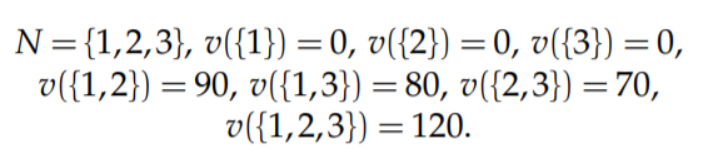 N = {1,2,3}, v({1}) = 0, v({2}) = 0, v({3}) = 0,
v({1,2}) = 90, v({1,3}) = 80, v({2,3}) = 70,
v({1,2,3}) = 120.